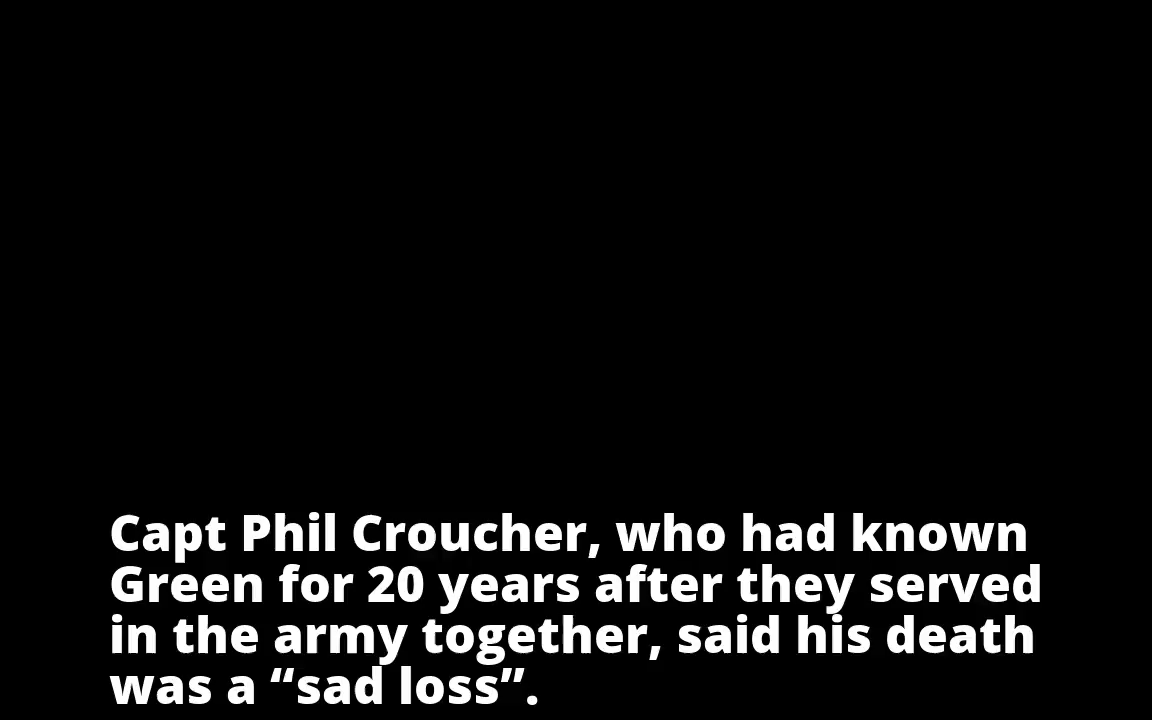 Capt Phil Croucher, who had known
Green for 20 years after they served
in the army together, said his death
was a “sad loss”.